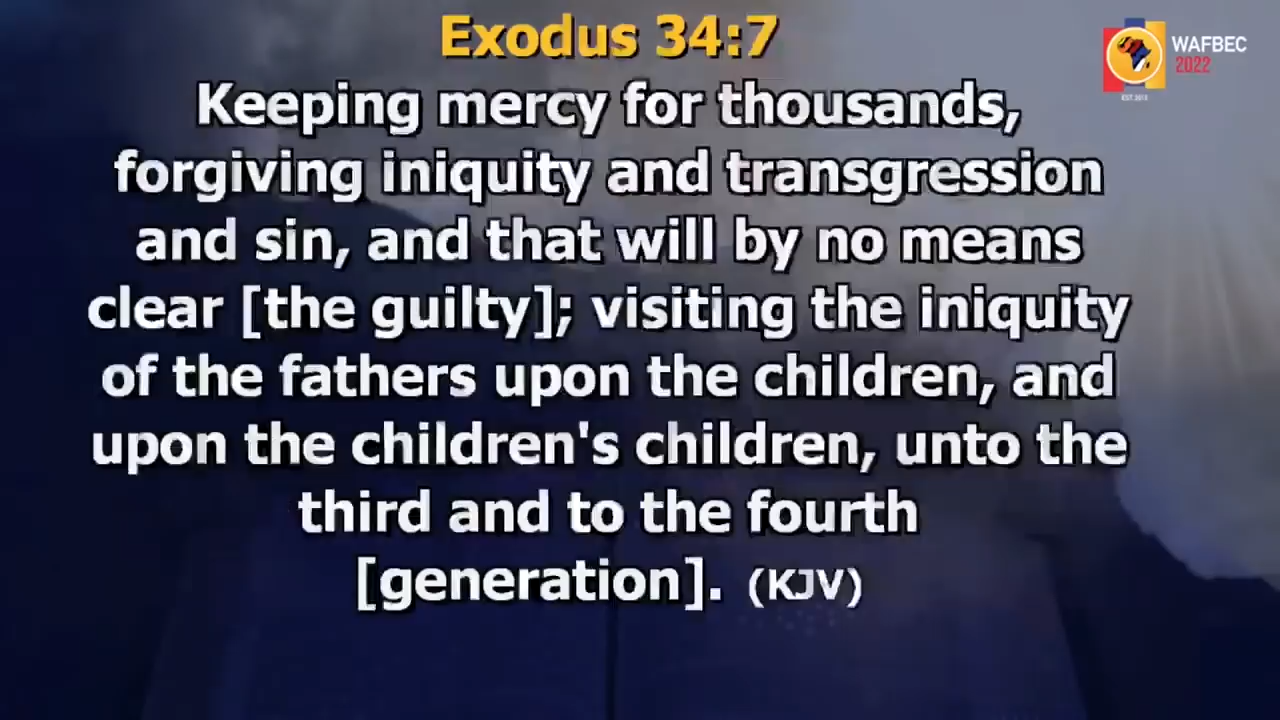 Exodus 34:7
WAFBEC
2022
EST 2015
Keeping mercy for thousands,
forgiving iniquity and transgression
and sin, and that will by no means
clear [the guilty]; visiting the iniquity
of the fathers upon the children, and
upon the children's children, unto the
third and to the fourth
[generation]. (KJV)